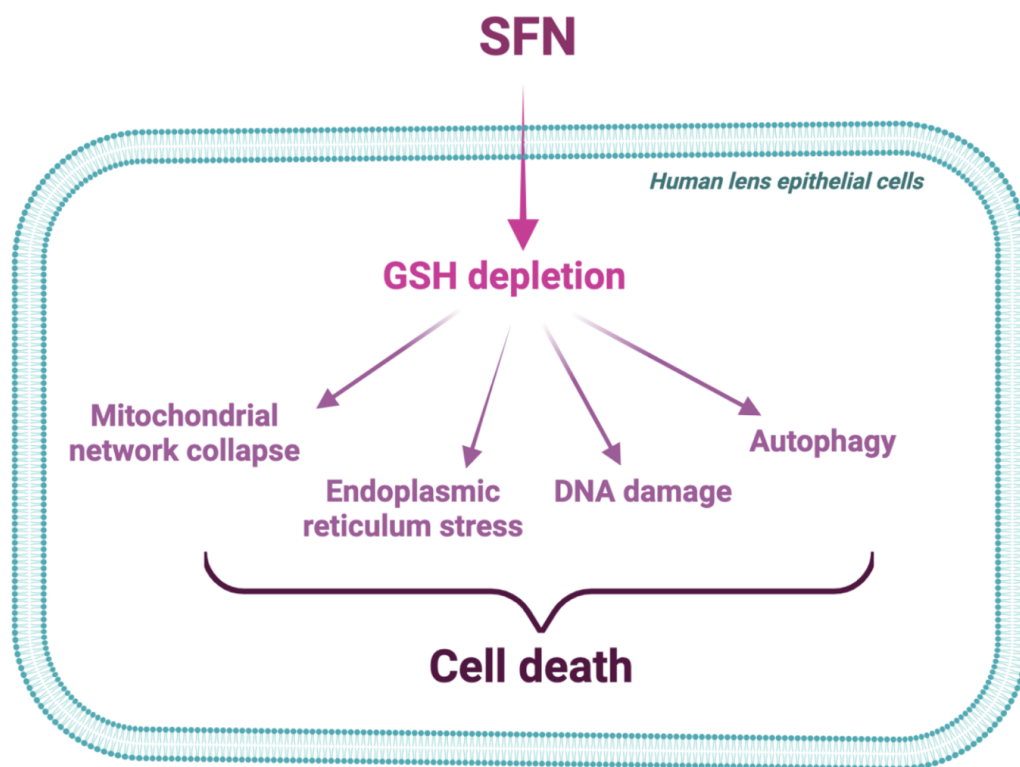 SFN
Human lens epithelial cells
GSH depletion
Mitochondrial
network collapse
Endoplasmic
reticulum stress
DNA damage
Autophagy
Cell death